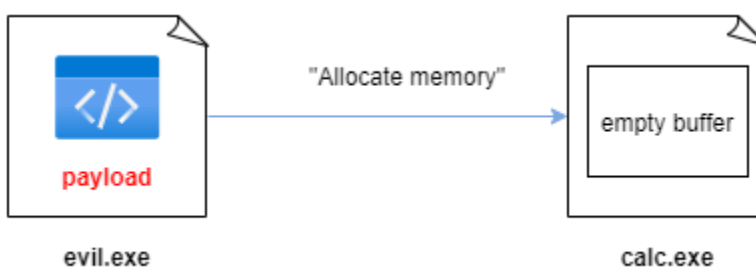 "Allocate memory"
</>
empty buffer
payload
evil.exe
calc.exe